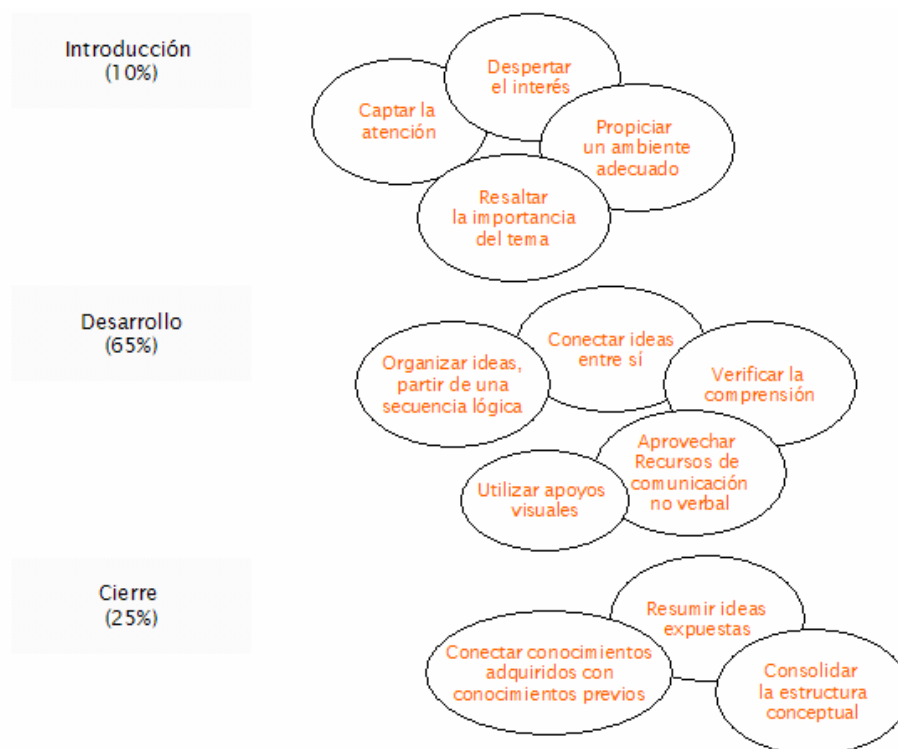 Introducción
(10%)
Captar la
atención
Despertar
el interés
Propiciar
un ambiente
adecuado
Resaltar
la importancia
del tema
Desarrollo
(65%)
Organizar ideas,
partir de una
secuencia lógica
Conectar ideas
entre sí
Verificar la
comprensión
Utilizar apoyos
visuales
Aprovechar
Recursos de
comunicación
no verbal
Cierre
(25%)
Conectar conocimientos
adquiridos con
conocimientos previos
Resumir ideas
expuestas
Consolidar
la estructura
conceptual